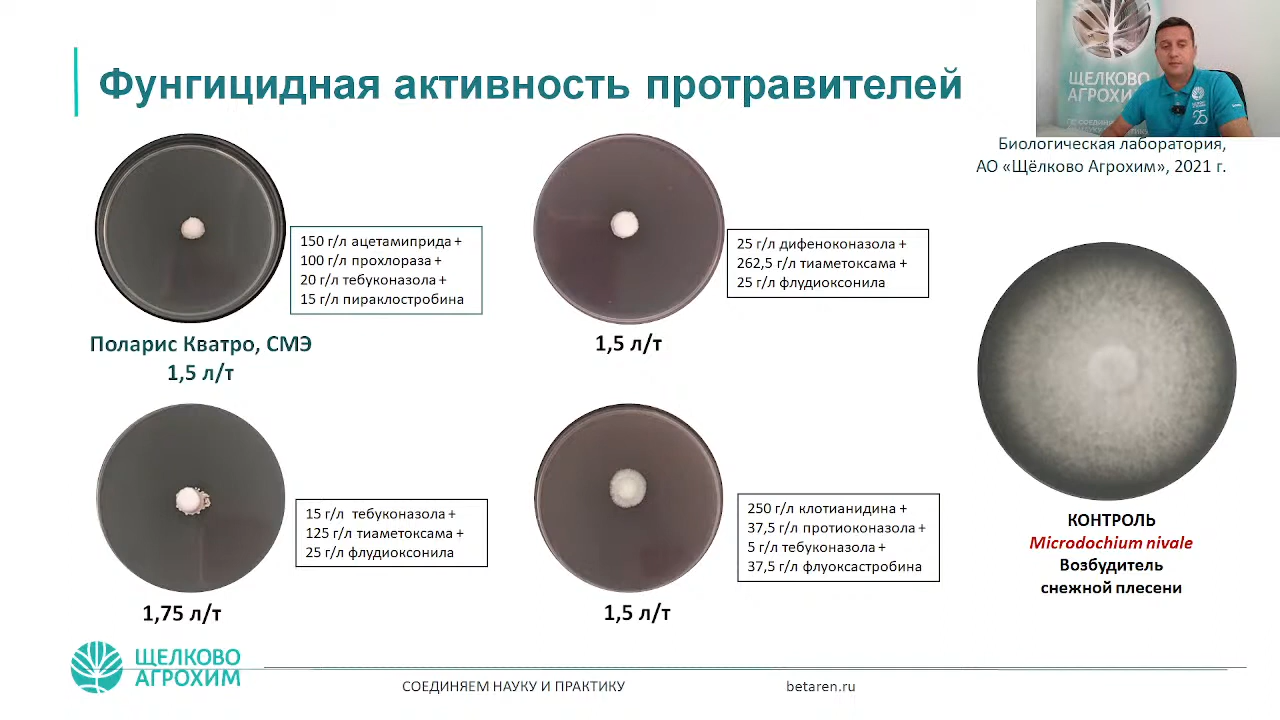 Фунгицидная активность протравителей
ЩЕЛКОВО
АГРОХИМ
25
Биологическая лаборатория,
АО «Щёлково Агрохим», 2021 г.
150 г/л ацетамиприда +
100 г/л прохлораза +
20 г/л тебуконазола +
15 г/л пираклостробина
Поларис Кватро, СМЭ
1,5 л/т
25 г/л дифеноконазола +
262,5 г/л тиаметоксама +
25 г/л флудиоксонила
1,5 л/т
15 г/л тебуконазола +
125 г/л тиаметоксама +
25 г/л флудиоксонила
1,75 л/т
250 г/л клотианидина +
37,5 г/л протиоконазола +
5 г/л тебуконазола +
37,5 г/л флуоксастробина
1,5 л/т
КОНТРОЛЬ
Microdochium nivale
Возбудитель
снежной плесени
ЩЕЛКОВО
АГРОХИМ
СОЕДИНЯЕМ НАУКУ И ПРАКТИКУ
betaren.ru